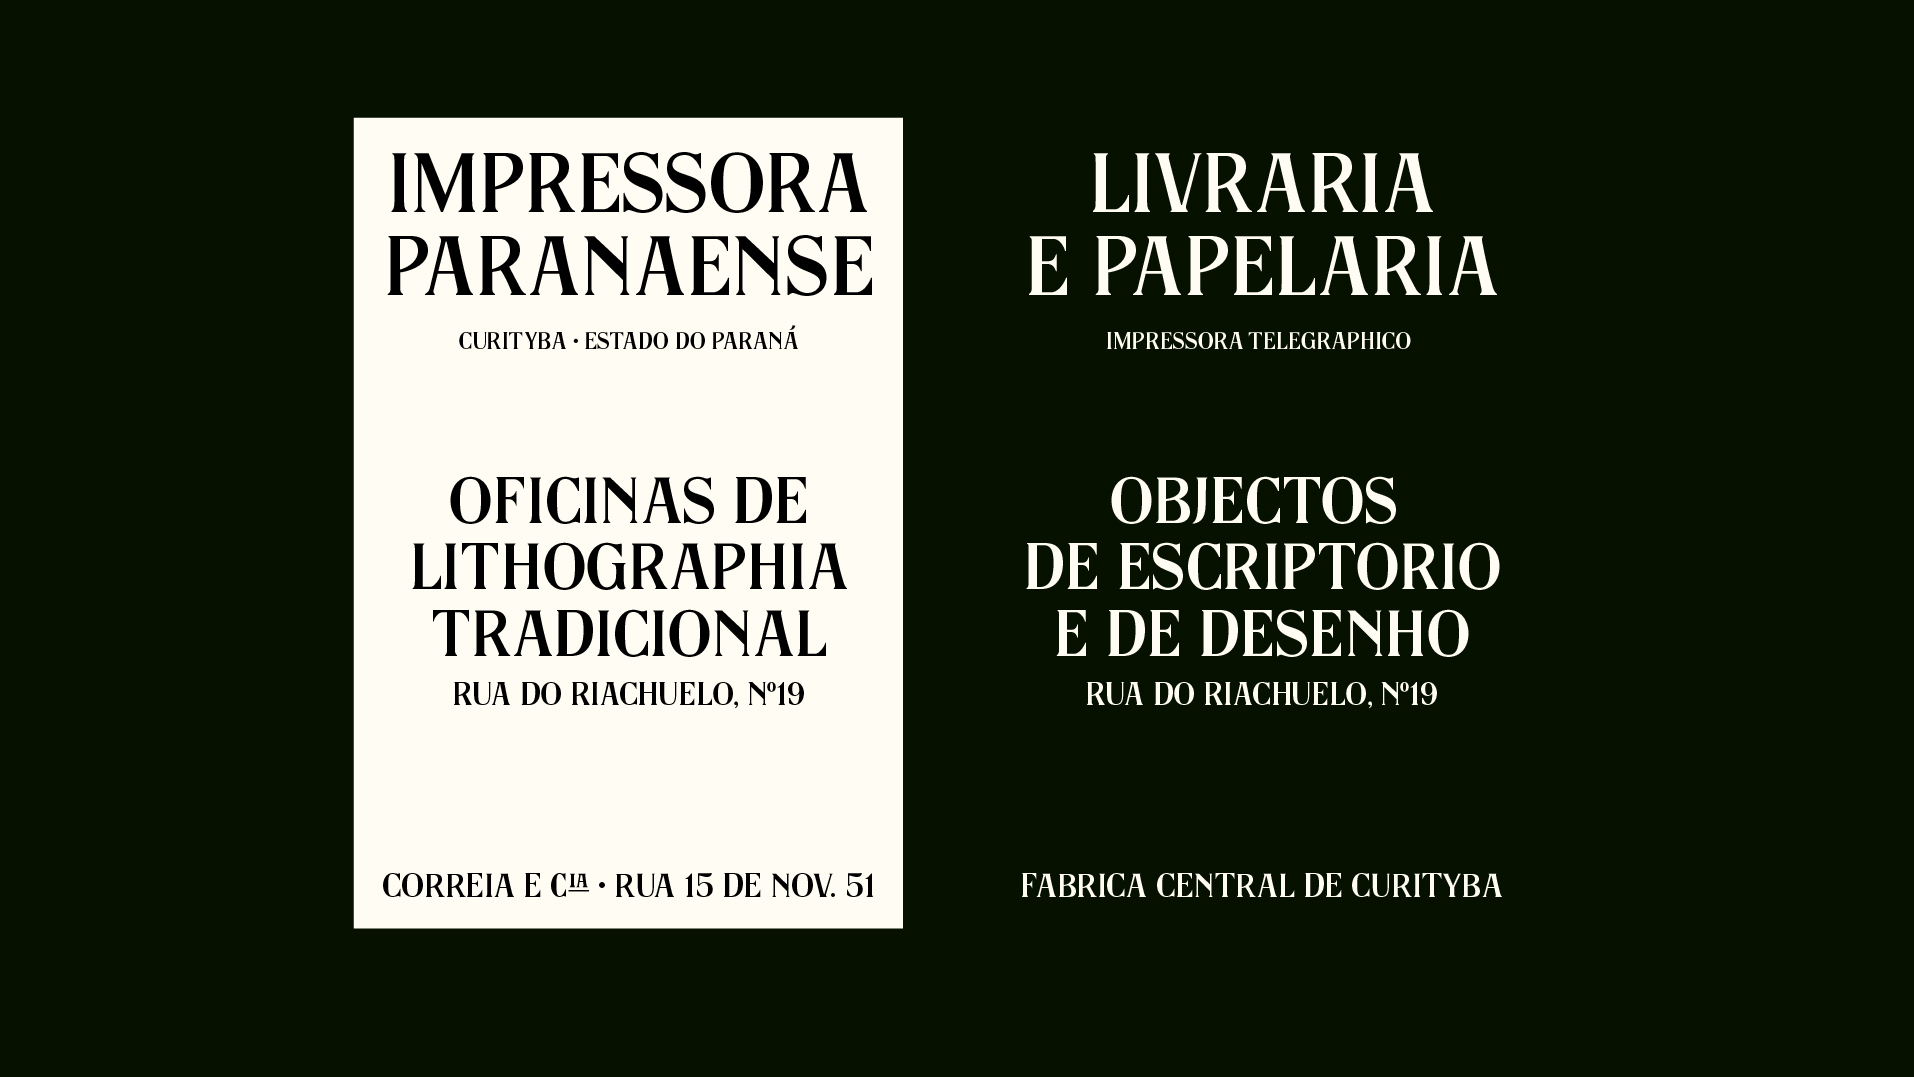 IMPRESSORA
PARANAENSE
CURITYBA • ESTADO DO PARANÁ
OFICINAS DE
LITHOGRAPHIA
TRADICIONAL
RUA DO RIACHUELO, Nº19
CORREIA E CIA • RUA 15 DE NOV. 51
LIVRARIA
E PAPELARIA
IMPRESSORA TELEGRAPHICO
OBJECTOS
DE ESCRIPTORIO
E DE DESENHO
RUA DO RIACHUELO, Nº19
FABRICA CENTRAL DE CURITYBA